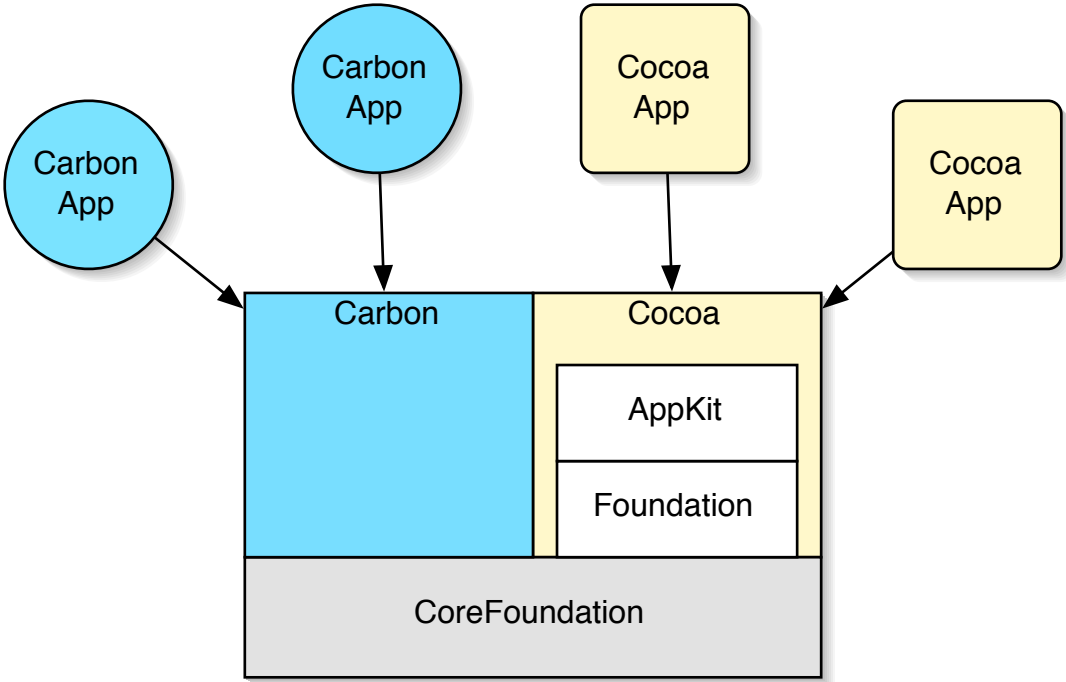 Carbon
App
Carbon
App
Cocoa
App
Cocoa
App
Carbon
Cocoa
AppKit
Foundation
CoreFoundation